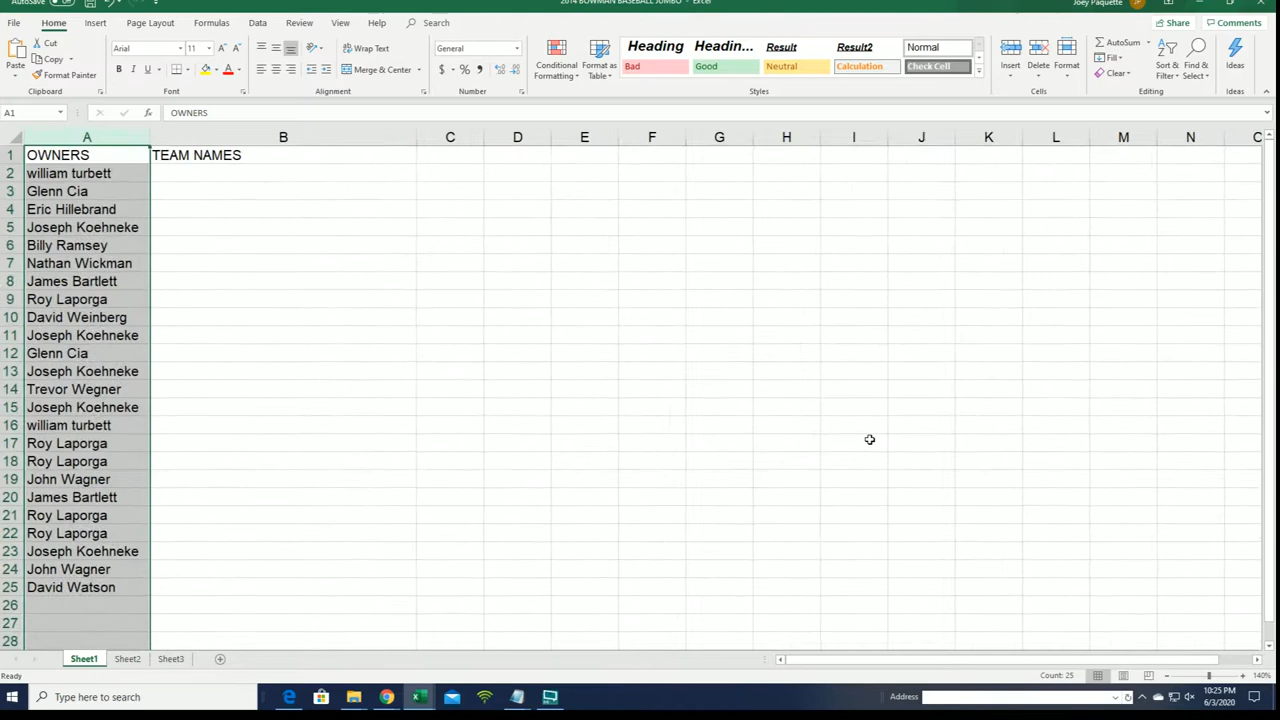 AutoSave
2014 BOWMAN BASEBALL JUMBO - Excel
Joey Paquette
JP
File Home Insert Page Layout Formulas Data Review View Help Search Share Comments
Paste Cut Copy Format Painter
Clipboard
Arial 11
Font
Wrap Text
Merge & Center
Alignment
General
Number
Conditional Formatting
Format as Table
Heading Headin... Result Result2 Normal
Bad Good Neutral Calculation Check Cell
Styles
Insert Delete Format
Cells
AutoSum
Fill
Clear
Sort & Filter
Find & Select
Editing
Ideas
Ideas
A1 OWNERS
A B C D E F G H I J K L M N O
1 OWNERS TEAM NAMES
2 william turbett
3 Glenn Cia
4 Eric Hillebrand
5 Joseph Koehneke
6 Billy Ramsey
7 Nathan Wickman
8 James Bartlett
9 Roy Laporga
10 David Weinberg
11 Joseph Koehneke
12 Glenn Cia
13 Joseph Koehneke
14 Trevor Wegner
15 Joseph Koehneke
16 william turbett
17 Roy Laporga
18 Roy Laporga
19 John Wagner
20 James Bartlett
21 Roy Laporga
22 Roy Laporga
23 Joseph Koehneke
24 John Wagner
25 David Watson
26
27
28
Sheet1 Sheet2 Sheet3
Ready Count: 25 140%
Type here to search
Address
10:25 PM
6/3/2020